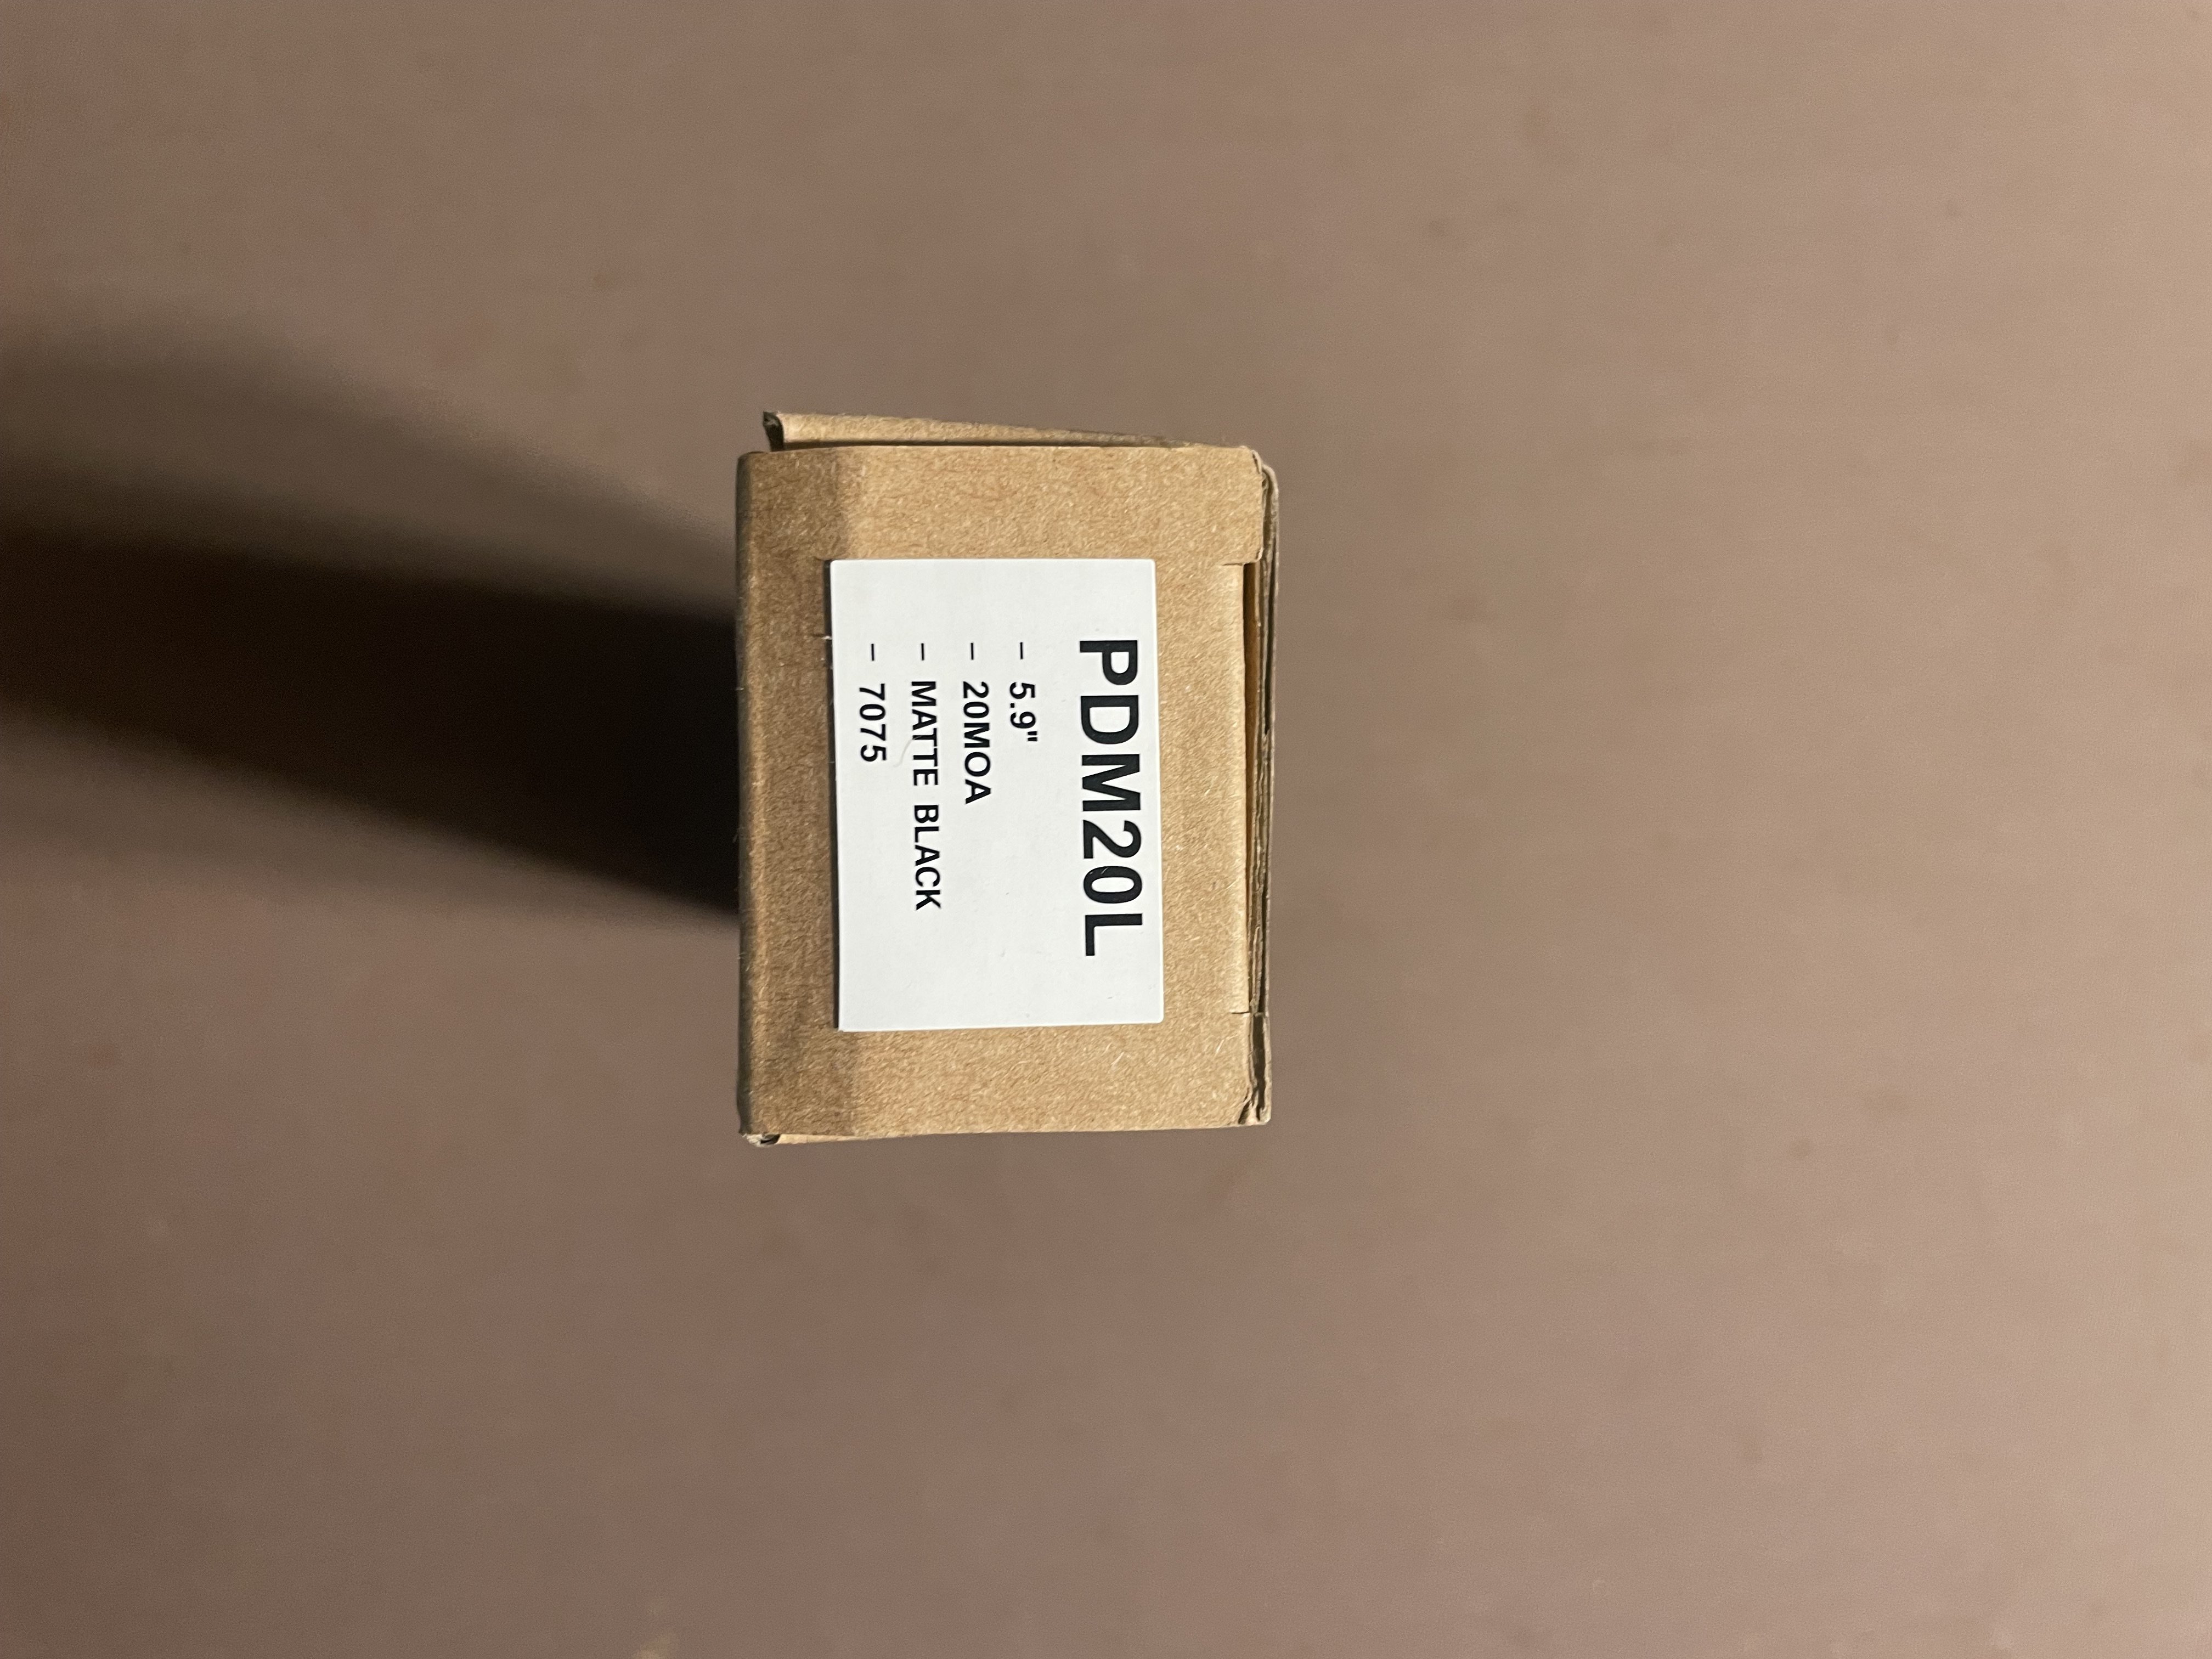 PDM20L
- 5.9"
- 20MOA
- MATTE BLACK
- 7075